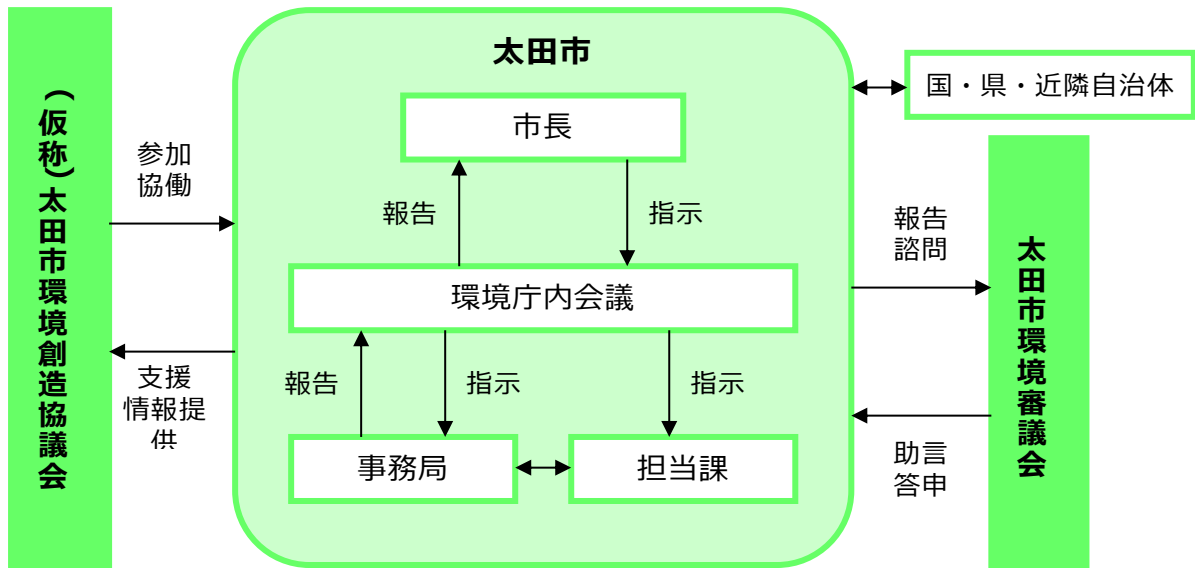 (仮称)太田市環境創造協議会
参加
協働
支援
情報提
供
太田市
市長
報告
指示
環境庁内会議
報告
指示
指示
事務局
担当課
国・県・近隣自治体
報告
諮問
助言
答申
太田市環境審議会